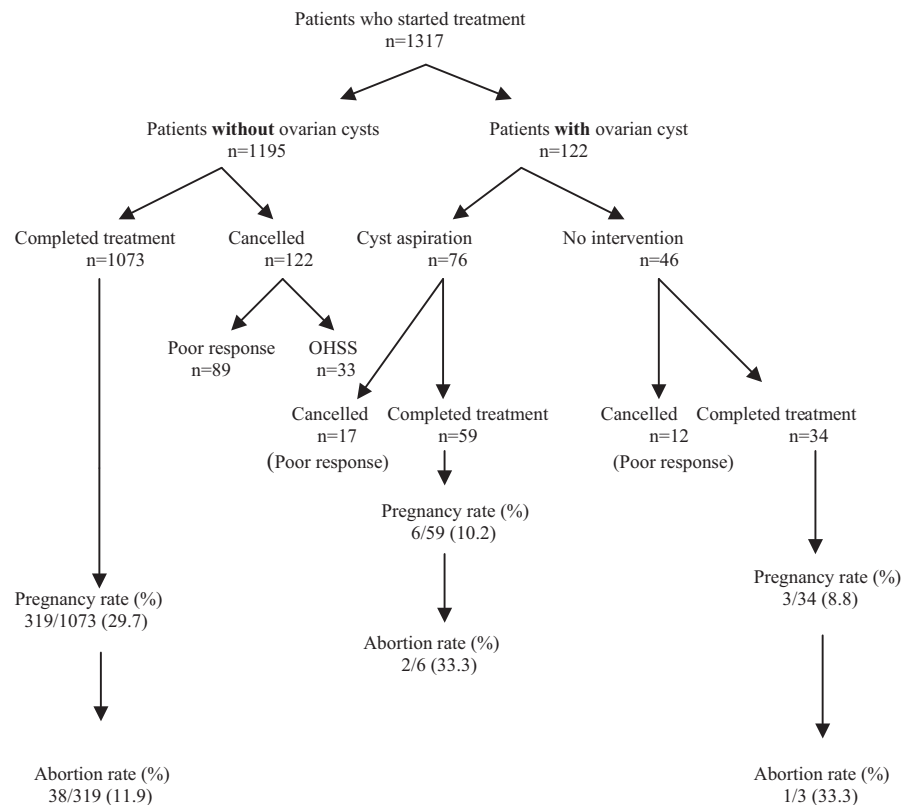 Patients who started treatment
n=1317
Patients without ovarian cysts
n=1195
Patients with ovarian cyst
n=122
Completed treatment
n=1073
Cancelled
n=122
Cyst aspiration
n=76
No intervention
n=46
Poor response
n=89
OHSS
n=33
Cancelled
n=17
(Poor response)
Completed treatment
n=59
Cancelled
n=12
(Poor response)
Completed treatment
n=34
Pregnancy rate (%)
6/59 (10.2)
Pregnancy rate (%)
3/34 (8.8)
Pregnancy rate (%)
319/1073 (29.7)
Abortion rate (%)
2/6 (33.3)
Abortion rate (%)
38/319 (11.9)
Abortion rate (%)
1/3 (33.3)